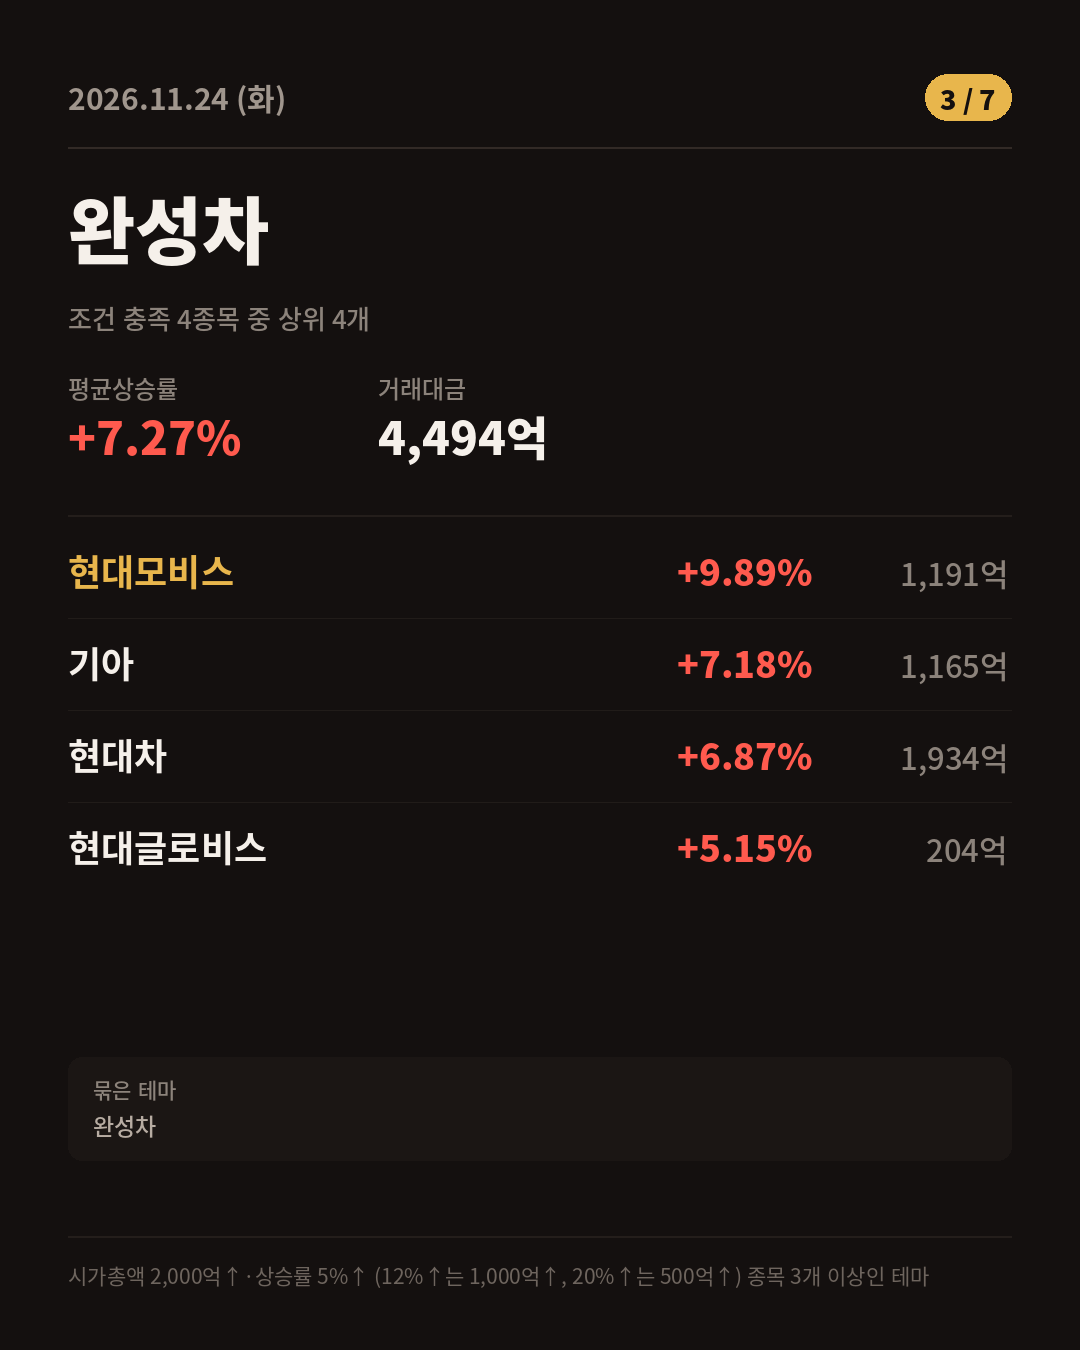 2026.11.24 (화)
3 / 7
완성차
조건 충족 4종목 중 상위 4개
평균상승률 거래대금
+7.27% 4,494억
현대모비스 +9.89% 1,191억
기아 +7.18% 1,165억
현대차 +6.87% 1,934억
현대글로비스 +5.15% 204억
묶은 테마
완성차
시가총액 2,000억↑ · 상승률 5%↑ (12%↑는 1,000억↑, 20%↑는 500억↑) 종목 3개 이상인 테마